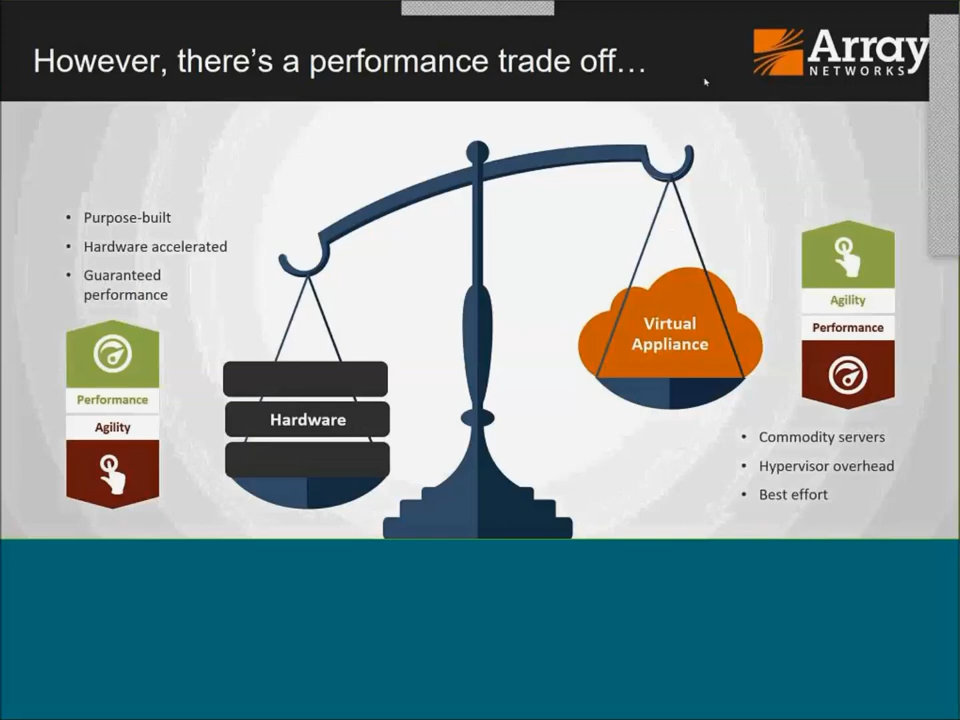 However, there's a performance trade off...
Array
NETWORKS
• Purpose-built
• Hardware accelerated
• Guaranteed
performance
Performance
Agility
Hardware
Virtual
Appliance
Agility
Performance
• Commodity servers
• Hypervisor overhead
• Best effort